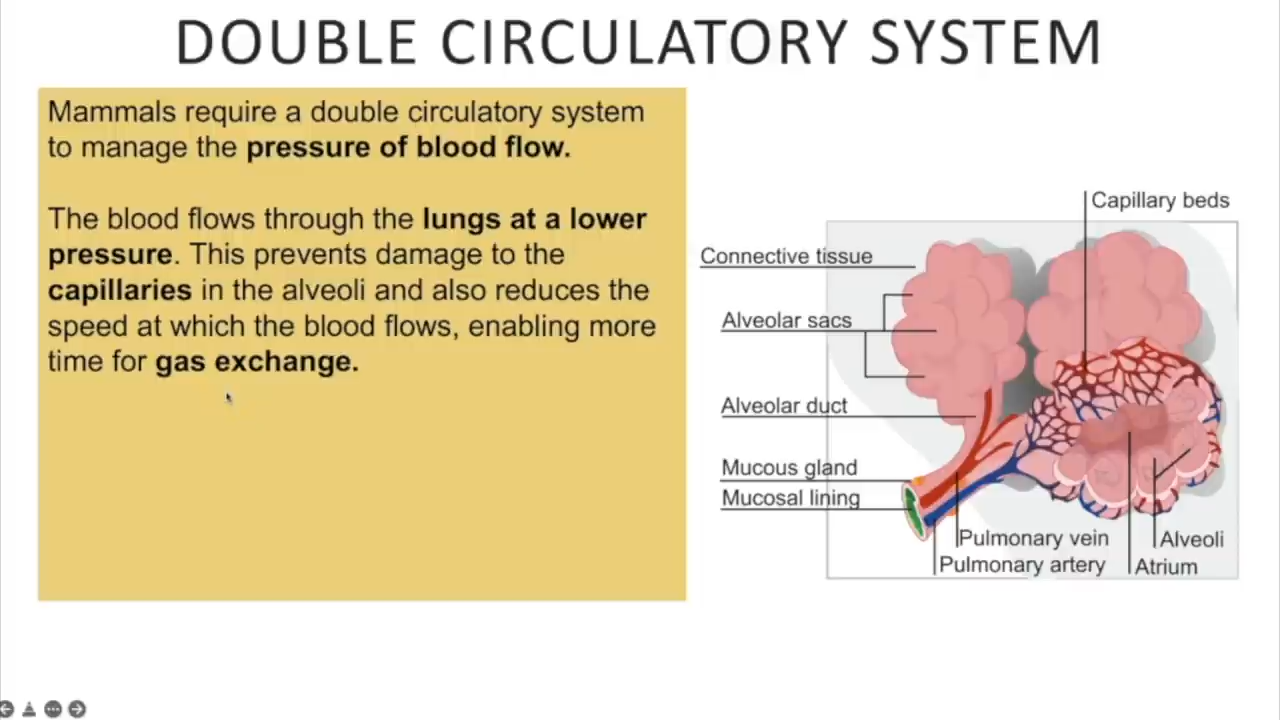 DOUBLE CIRCULATORY SYSTEM
Mammals require a double circulatory system
to manage the pressure of blood flow.
The blood flows through the lungs at a lower
pressure. This prevents damage to the
capillaries in the alveoli and also reduces the
speed at which the blood flows, enabling more
time for gas exchange.
Capillary beds
Connective tissue
Alveolar sacs
Alveolar duct
Mucous gland
Mucosal lining
Pulmonary vein
Alveoli
Pulmonary artery
Atrium